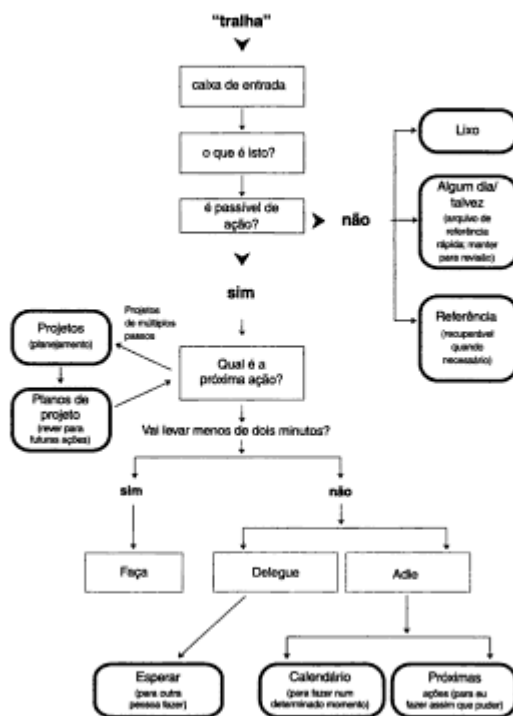 “tralha”
caixa de entrada
o que é isto?
é passível de
ação?
não
Lixo
Algum dia/
talvez
(arquivo de
referência
rápida; manter
para revisão)
Referência
(recuperável
quando
necessário)
sim
Projetos
de múltiplos
passos
Projetos
(planejamento)
Planos de
projeto
(rever para
futuras ações)
Qual é a
próxima ação?
Vai levar menos de dois minutos?
sim
não
Faça
Delegue
Adie
Esperar
(para outra
pessoa fazer)
Calendário
(para fazer num
determinado momento)
Próximas
ações (para eu
fazer assim que puder)